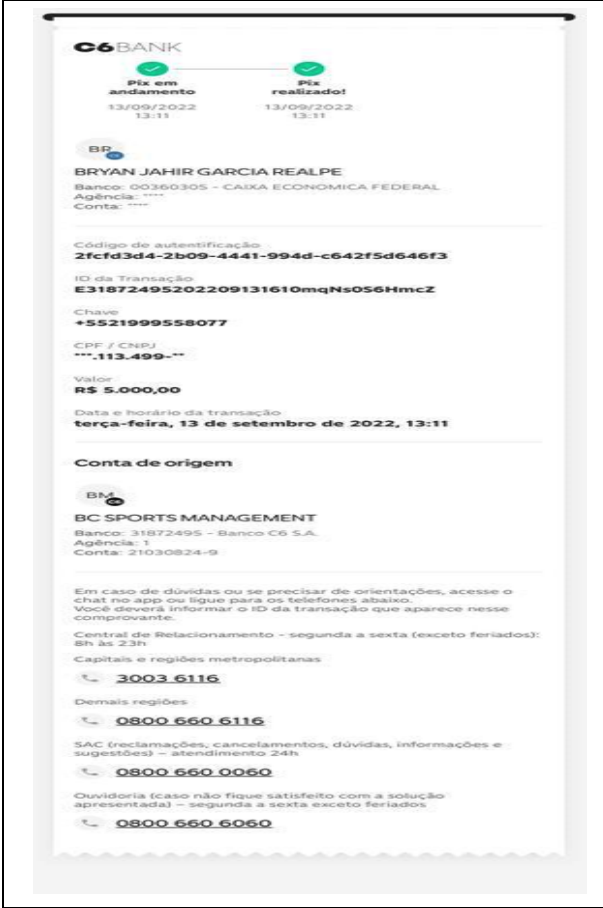 C6BANK
Pix em andamento
Pix realizado!
13/09/2022 13:11
13/09/2022 13:11
BR
BRYAN JAHIR GARCIA REALPE
Banco: 00360305 - CAIXA ECONOMICA FEDERAL
Agência: ****
Conta: ****
Código de autentificação
2fcfd3d4-2b09-4441-994d-c642f5d646f3
ID da Transação
E31872495202209131610mqNs0S6HmcZ
Chave
+5521999558077
CPF / CNPJ
***.113.499-**
Valor
R$ 5.000,00
Data e horário da transação
terça-feira, 13 de setembro de 2022, 13:11
Conta de origem
BM
BC SPORTS MANAGEMENT
Banco: 31872495 - Banco C6 S.A.
Agência: 1
Conta: 21030824-9
Em caso de dúvidas ou se precisar de orientações, acesse o
chat no app ou ligue para os telefones abaixo.
Você deverá informar o ID da transação que aparece nesse
comprovante.
Central de Relacionamento - segunda a sexta (exceto feriados):
8h às 23h
Capitais e regiões metropolitanas
3003 6116
Demais regiões
0800 660 6116
SAC (reclamações, cancelamentos, dúvidas, informações e
sugestões) – atendimento 24h
0800 660 0060
Ouvidoria (caso não fique satisfeito com a solução
apresentada) – segunda a sexta exceto feriados
0800 660 6060